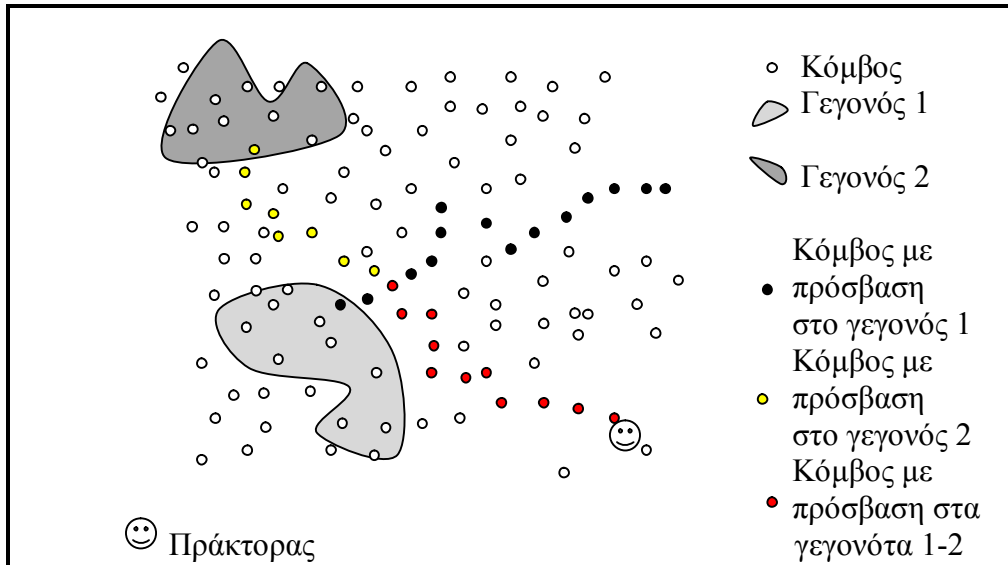 Κόμβος
Γεγονός 1
Γεγονός 2
Κόμβος με
πρόσβαση
στο γεγονός 1
Κόμβος με
πρόσβαση
στο γεγονός 2
Κόμβος με
πρόσβαση στα
γεγονότα 1-2
Πράκτορας